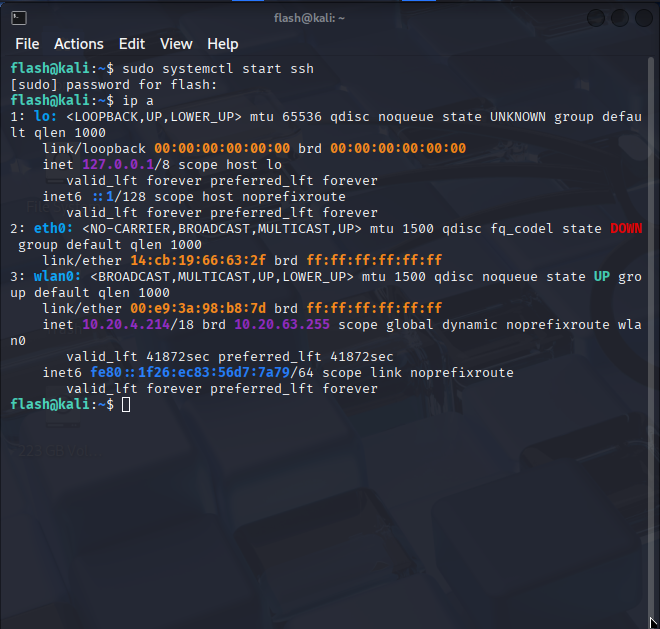 flash@kali: ~
File Actions Edit View Help
flash@kali:~$ sudo systemctl start ssh
[sudo] password for flash:
flash@kali:~$ ip a
1: lo: <LOOPBACK,UP,LOWER_UP> mtu 65536 qdisc noqueue state UNKNOWN group defau
lt qlen 1000
    link/loopback 00:00:00:00:00:00 brd 00:00:00:00:00:00
    inet 127.0.0.1/8 scope host lo
       valid_lft forever preferred_lft forever
    inet6 ::1/128 scope host noprefixroute
       valid_lft forever preferred_lft forever
2: eth0: <NO-CARRIER,BROADCAST,MULTICAST,UP> mtu 1500 qdisc fq_codel state DOWN
 group default qlen 1000
    link/ether 14:cb:19:66:63:2f brd ff:ff:ff:ff:ff:ff
3: wlan0: <BROADCAST,MULTICAST,UP,LOWER_UP> mtu 1500 qdisc noqueue state UP gro
up default qlen 1000
    link/ether 00:e9:3a:98:b8:7d brd ff:ff:ff:ff:ff:ff
    inet 10.20.4.214/18 brd 10.20.63.255 scope global dynamic noprefixroute wla
n0
       valid_lft 41872sec preferred_lft 41872sec
    inet6 fe80::1f26:ec83:56d7:7a79/64 scope link noprefixroute
       valid_lft forever preferred_lft forever
flash@kali:~$